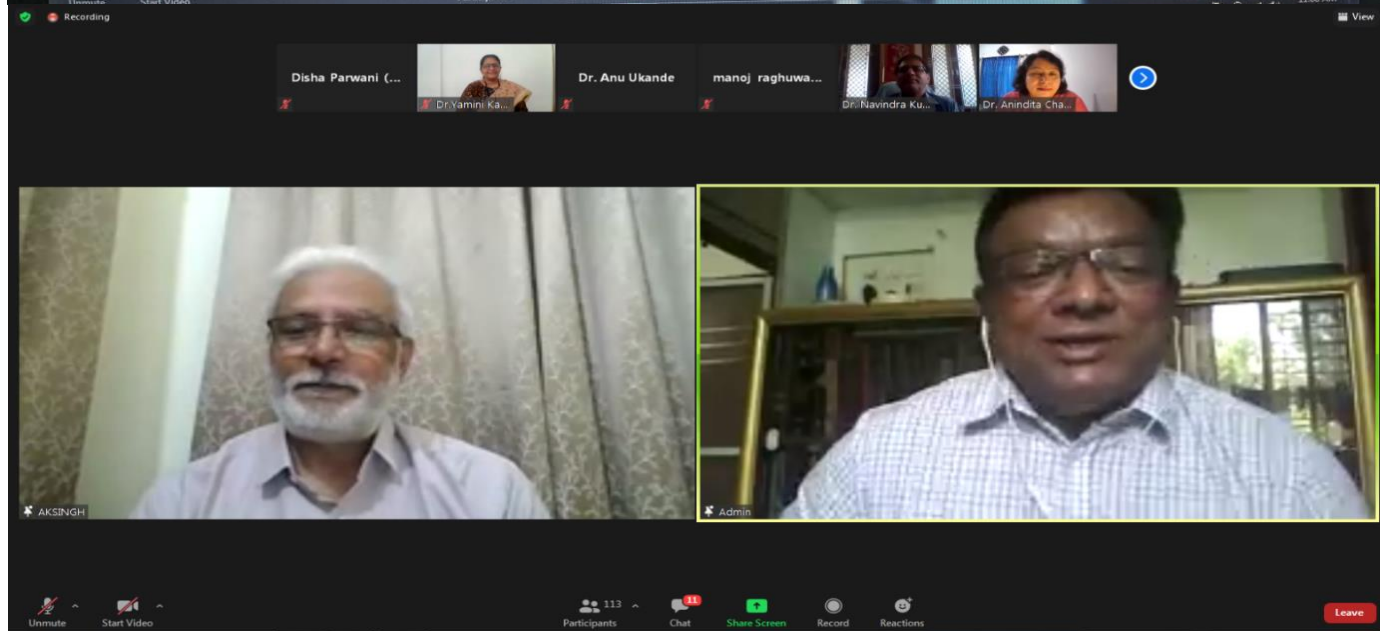 Unmute Start Video
Recording
View
Disha Parwani (...
Dr.Yamini Ka...
Dr. Anu Ukande
manoj raghuwa...
Dr. Navindra Ku...
Dr. Anindita Cha...
AKSINGH
Admin
Unmute
Start Video
113
Participants
11
Chat
Share Screen
Record
Reactions
Leave